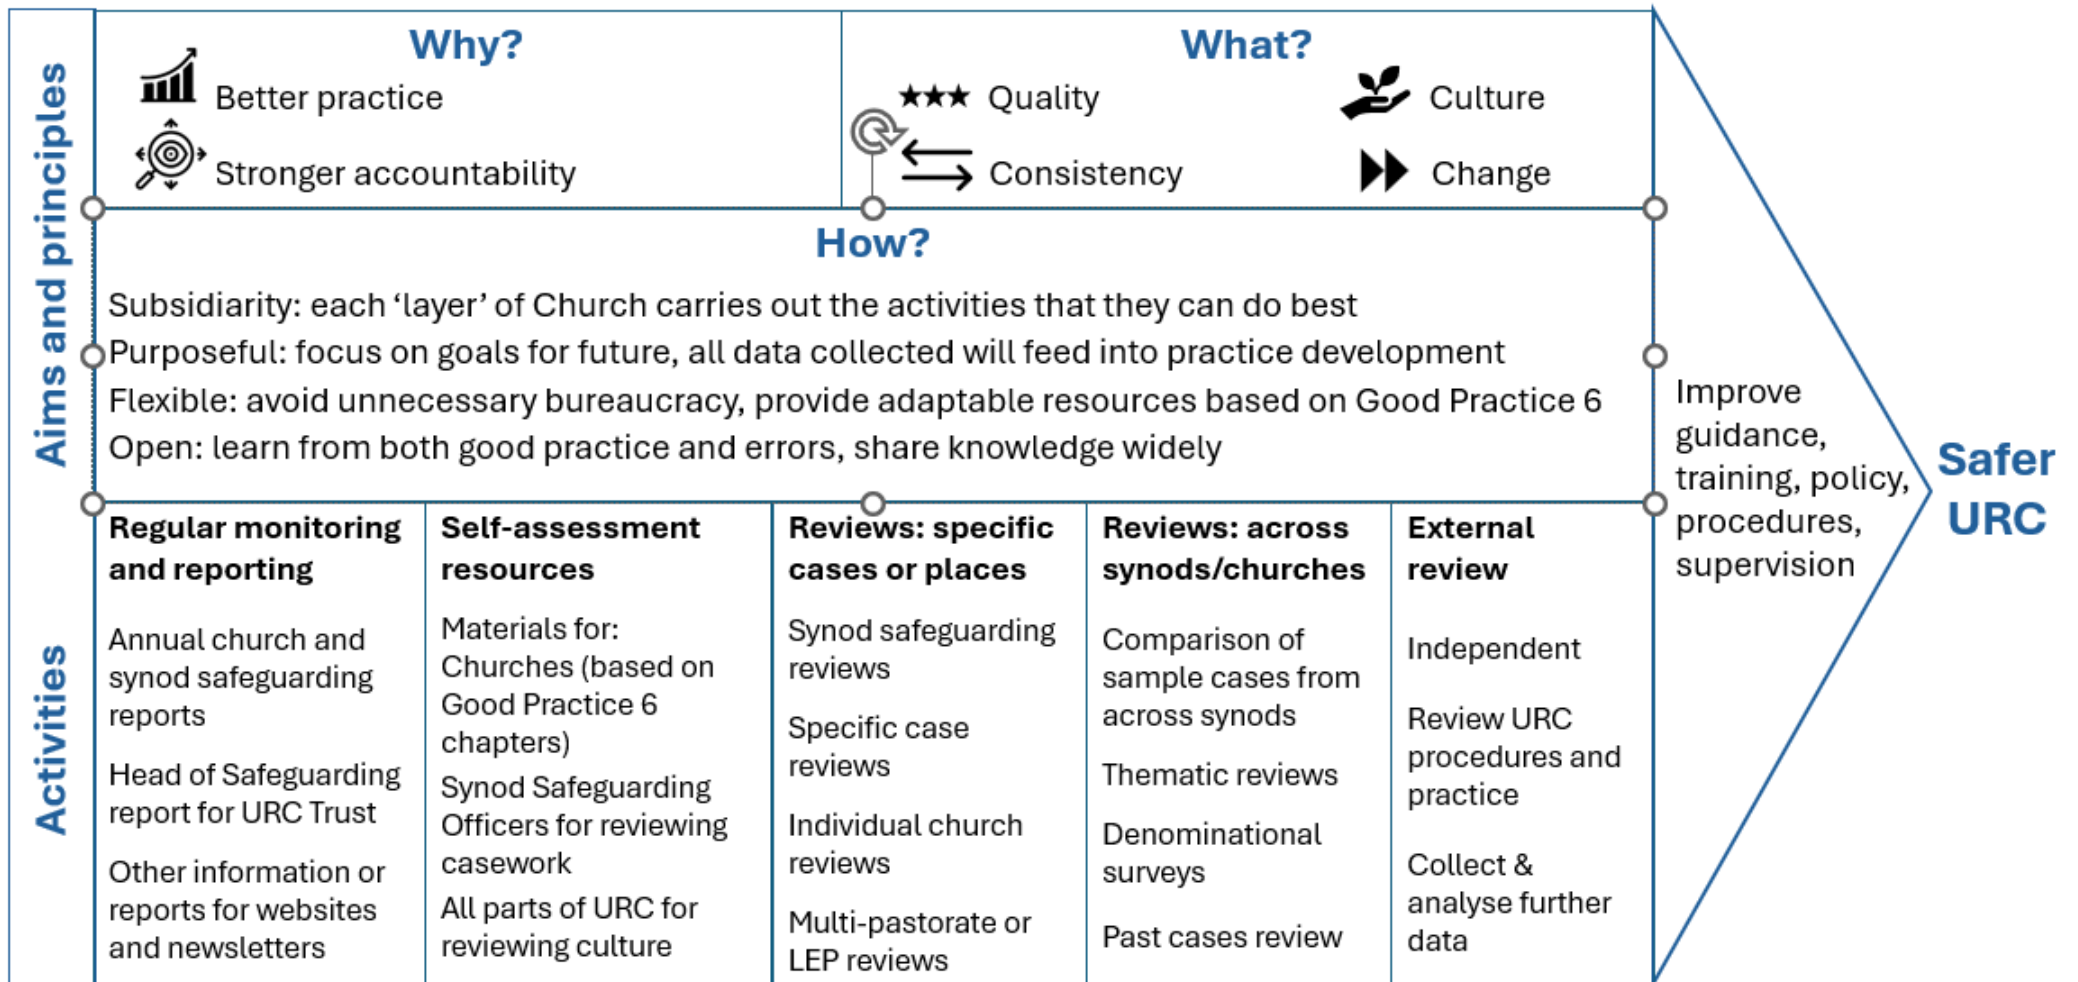 Aims and principles
Why?
Better practice
Stronger accountability
What?
Quality
Culture
Consistency
Change
How?
Subsidiarity: each ‘layer’ of Church carries out the activities that they can do best
Purposeful: focus on goals for future, all data collected will feed into practice development
Flexible: avoid unnecessary bureaucracy, provide adaptable resources based on Good Practice 6
Open: learn from both good practice and errors, share knowledge widely
Activities
Regular monitoring
and reporting
Annual church and
synod safeguarding
reports
Head of Safeguarding
report for URC Trust
Other information or
reports for websites
and newsletters
Self-assessment
resources
Materials for:
Churches (based on
Good Practice 6
chapters)
Synod Safeguarding
Officers for reviewing
casework
All parts of URC for
reviewing culture
Reviews: specific
cases or places
Synod safeguarding
reviews
Specific case
reviews
Individual church
reviews
Multi-pastorate or
LEP reviews
Reviews: across
synods/churches
Comparison of
sample cases from
across synods
Thematic reviews
Denominational
surveys
Past cases review
External
review
Independent
Review URC
procedures and
practice
Collect &
analyse further
data
Improve
guidance,
training, policy,
procedures,
supervision
Safer
URC